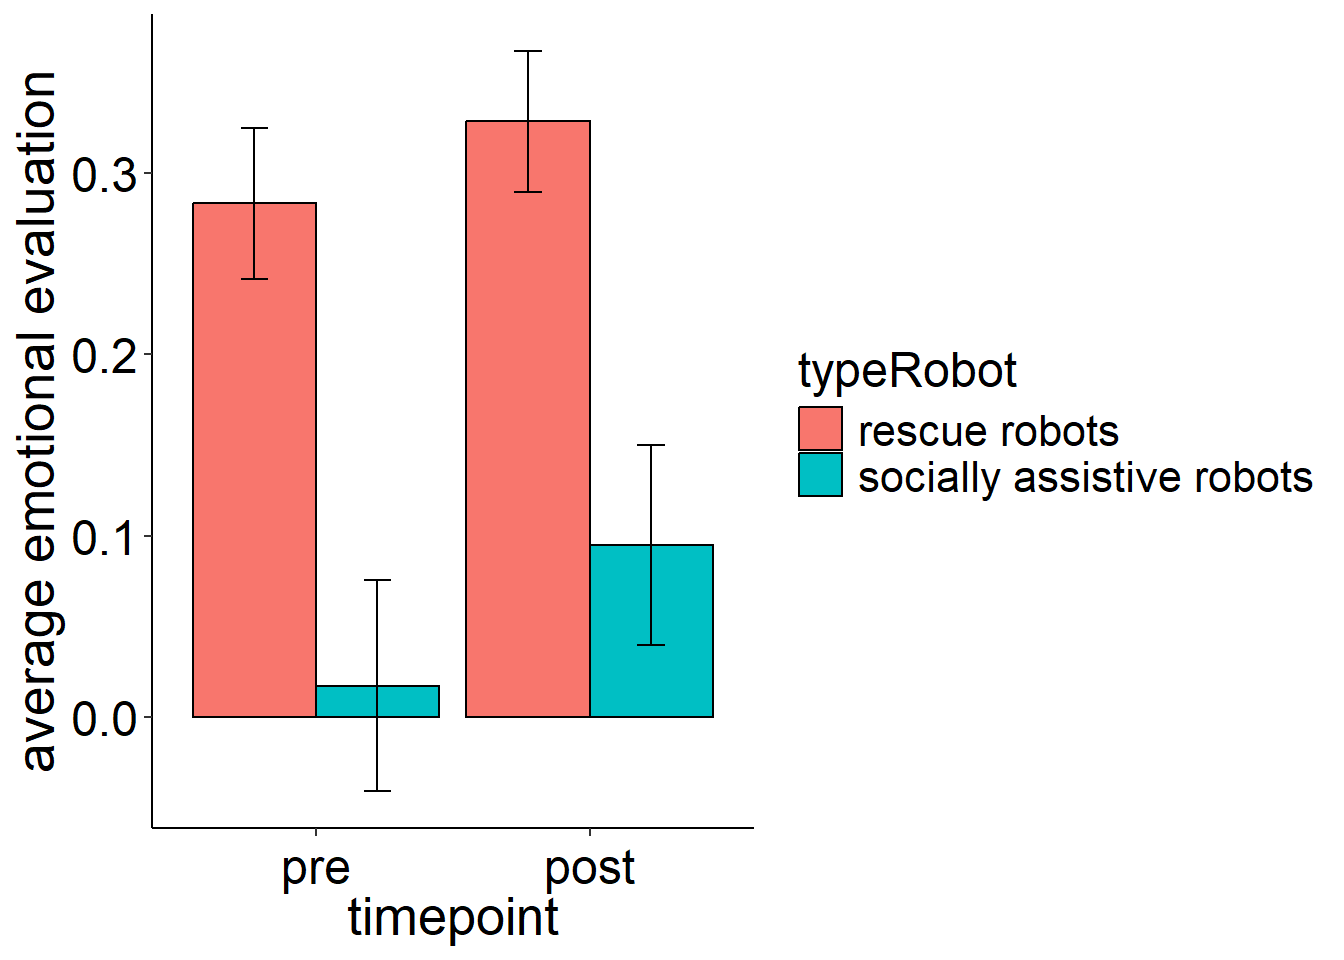 average emotional evaluation
0.3
0.2
0.1
0.0
pre
post
timepoint
typeRobot
rescue robots
socially assistive robots